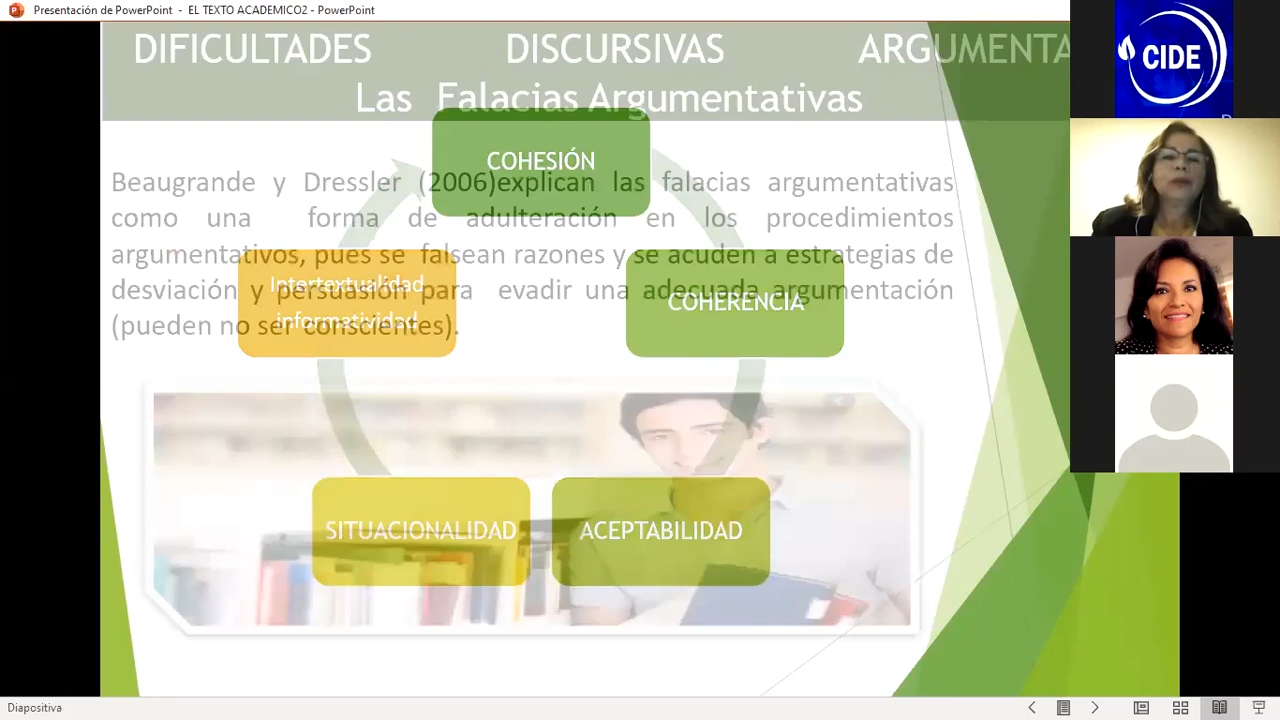 Presentación de PowerPoint - EL TEXTO ACADEMICO2 - PowerPoint
DIFICULTADES DISCURSIVAS ARGUMENTA
Las Falacias Argumentativas
COHESIÓN
Beaugrande y Dressler (2006)explican las falacias argumentativas
como una forma de adulteración en los procedimientos
argumentativos, pues se falsean razones y se acuden a estrategias de
desviación y persuasión para evadir una adecuada argumentación
(pueden no ser conscientes).
Intertextualidad
informatividad
COHERENCIA
SITUACIONALIDAD
ACEPTABILIDAD
CIDE
Diapositiva